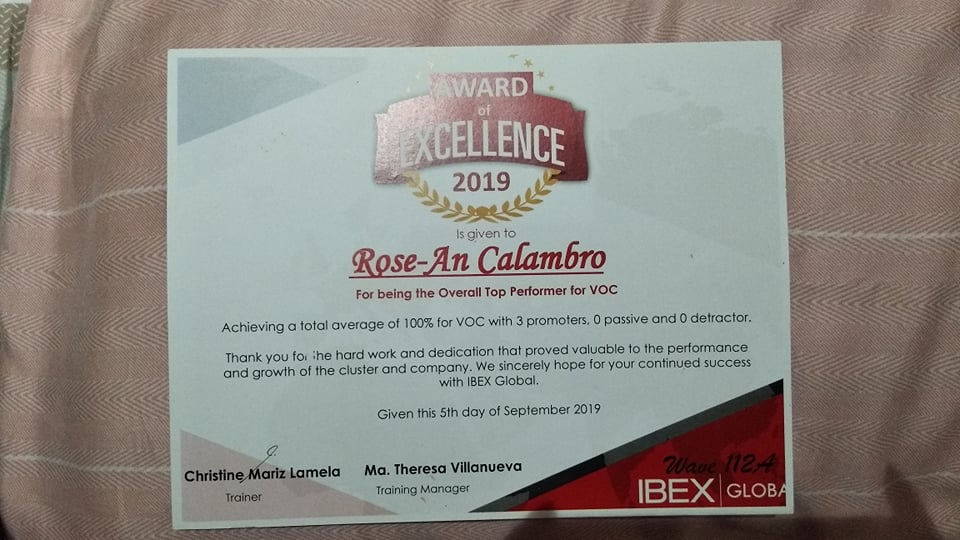 AWARD
of
EXCELLENCE
2019
Is given to
Rose-An Calambro
For being the Overall Top Performer for VOC
Achieving a total average of 100% for VOC with 3 promoters, 0 passive and 0 detractor.
Thank you for the hard work and dedication that proved valuable to the performance
and growth of the cluster and company. We sincerely hope for your continued success
with IBEX Global.
Given this 5th day of September 2019
Christine Mariz Lamela
Trainer
Ma. Theresa Villanueva
Training Manager
Wave 112A
IBEX | GLOBA